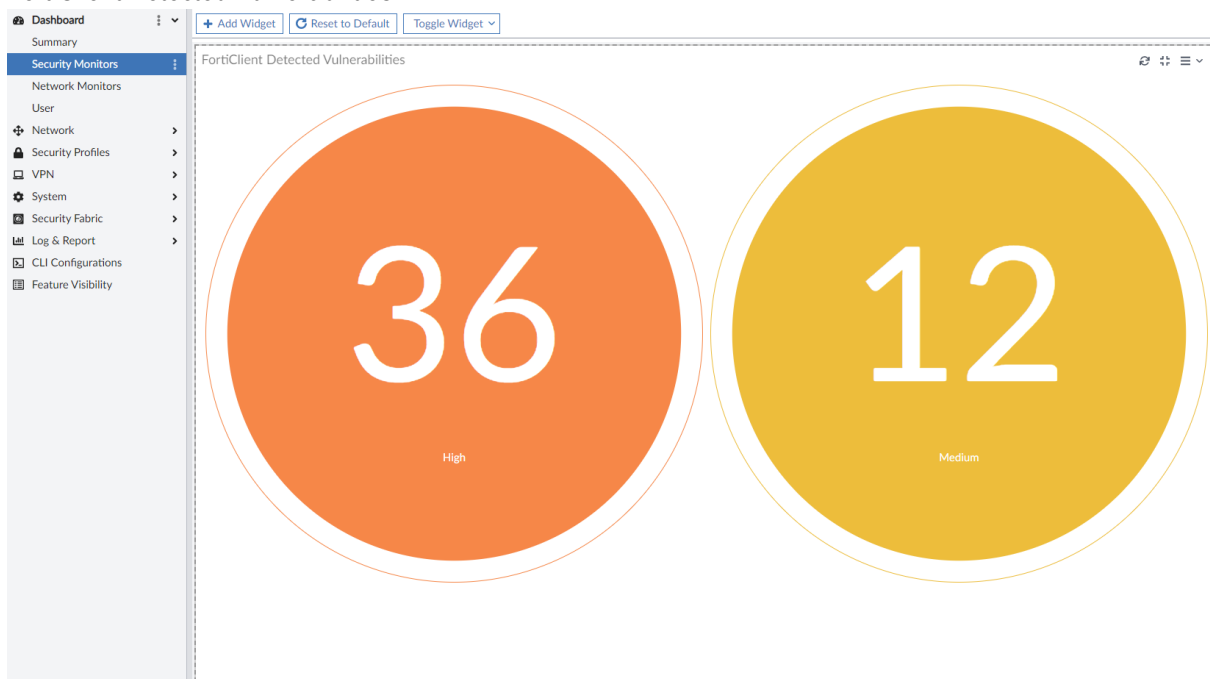 Dashboard
Summary
Security Monitors
Network Monitors
User
Network
Security Profiles
VPN
System
Security Fabric
Log & Report
CLI Configurations
Feature Visibility
+ Add Widget
Reset to Default
Toggle Widget
FortiClient Detected Vulnerabilities
36
High
12
Medium